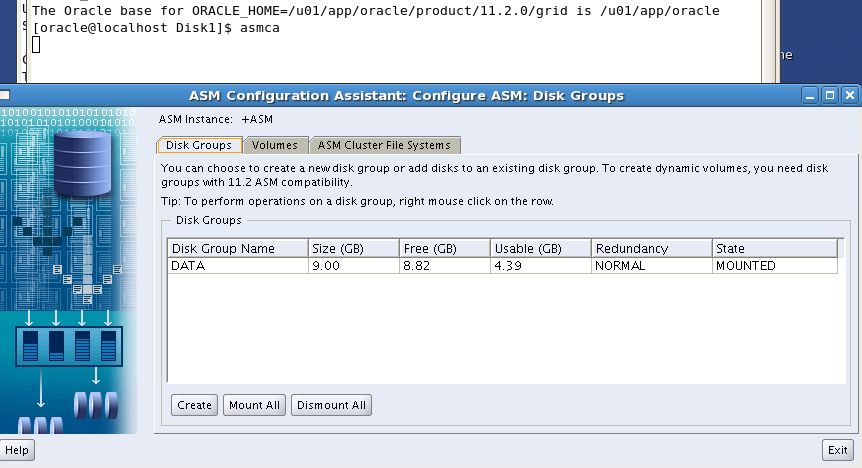 The Oracle base for ORACLE_HOME=/u01/app/oracle/product/11.2.0/grid is /u01/app/oracle
[oracle@localhost Disk1]$ asmca
ASM Configuration Assistant: Configure ASM: Disk Groups
ASM Instance: +ASM
Disk Groups Volumes ASM Cluster File Systems
You can choose to create a new disk group or add disks to an existing disk group. To create dynamic volumes, you need disk
groups with 11.2 ASM compatibility.
Tip: To perform operations on a disk group, right mouse click on the row.
Disk Groups
Disk Group Name Size (GB) Free (GB) Usable (GB) Redundancy State
DATA 9.00 8.82 4.39 NORMAL MOUNTED
Create Mount All Dismount All
Help Exit